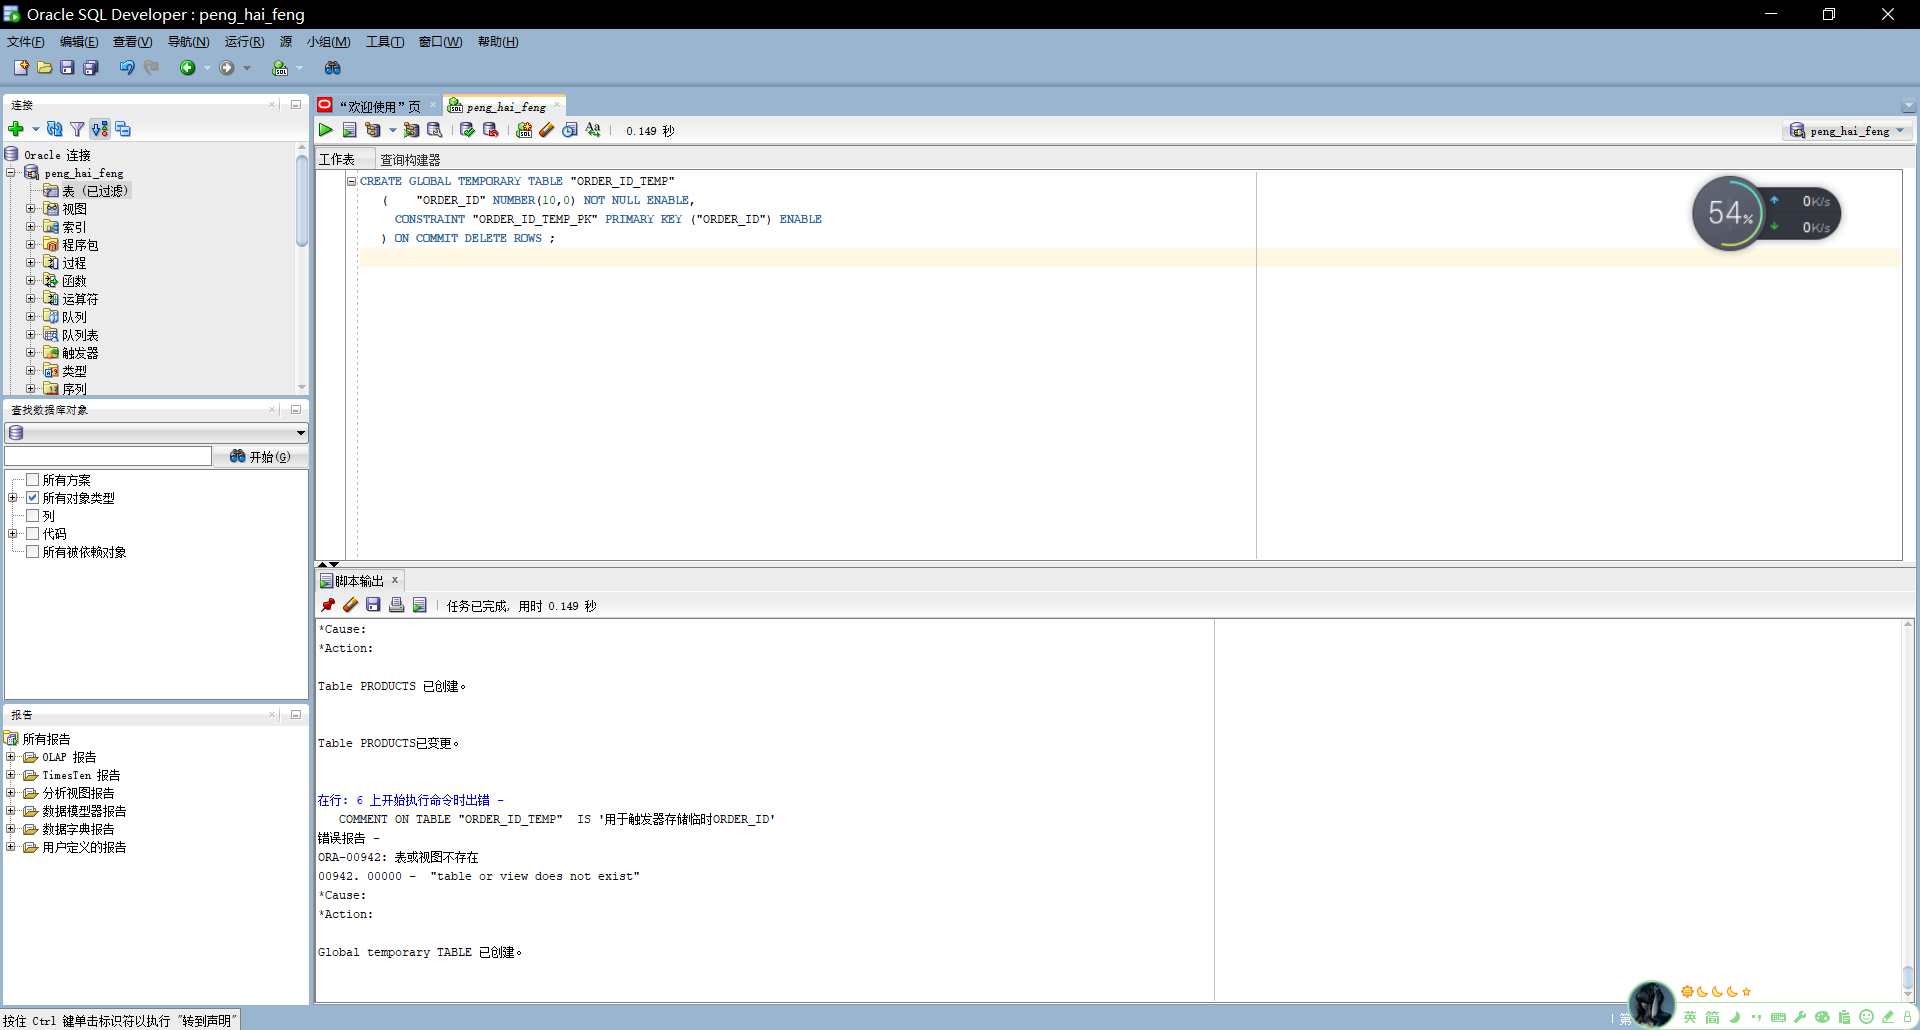 Oracle SQL Developer : peng_hai_feng
文件(F) 编辑(E) 查看(V) 导航(N) 运行(R) 源 小组(M) 工具(T) 窗口(W) 帮助(H)
连接
Oracle 连接
peng_hai_feng
表 (已过滤)
视图
索引
程序包
过程
函数
运算符
队列
队列表
触发器
类型
序列
查找数据库对象
开始(G)
所有方案
所有对象类型
列
代码
所有被依赖对象
报告
所有报告
OLAP 报告
TimesTen 报告
分析视图报告
数据模型器报告
数据字典报告
用户定义的报告
“欢迎使用”页
peng_hai_feng
0.149 秒
peng_hai_feng
工作表
查询构建器
CREATE GLOBAL TEMPORARY TABLE "ORDER_ID_TEMP"
( "ORDER_ID" NUMBER(10,0) NOT NULL ENABLE,
CONSTRAINT "ORDER_ID_TEMP_PK" PRIMARY KEY ("ORDER_ID") ENABLE
) ON COMMIT DELETE ROWS ;
54%
0K/s
0K/s
脚本输出
任务已完成, 用时 0.149 秒
*Cause:
*Action:
Table PRODUCTS 已创建。
Table PRODUCTS已变更。
在行: 6 上开始执行命令时出错 -
COMMENT ON TABLE "ORDER_ID_TEMP" IS '用于触发器存储临时ORDER_ID'
错误报告 -
ORA-00942: 表或视图不存在
00942. 00000 - "table or view does not exist"
*Cause:
*Action:
Global temporary TABLE 已创建。
按住 Ctrl 键单击标识符以执行 "转到声明"
第
英 简